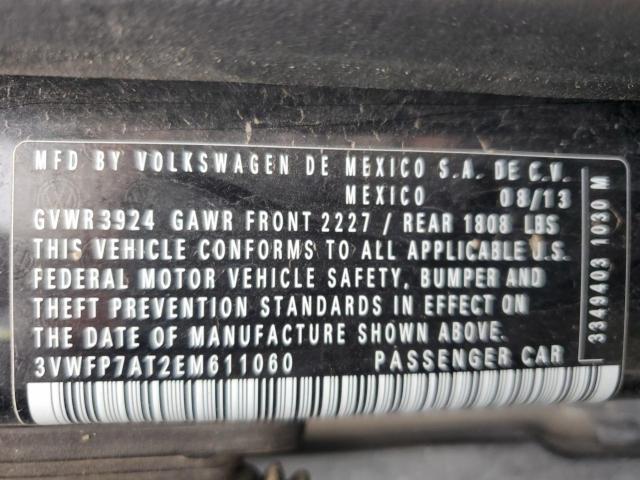 MFD BY VOLKSWAGEN DE MEXICO S.A. DE C.V.
MEXICO 08/13
GVWR3924 GAWR FRONT 2227 / REAR 1808 LBS
THIS VEHICLE CONFORMS TO ALL APPLICABLE U.S.
FEDERAL MOTOR VEHICLE SAFETY, BUMPER AND
THEFT PREVENTION STANDARDS IN EFFECT ON
THE DATE OF MANUFACTURE SHOWN ABOVE.
3VWFP7AT2EM611060 PASSENGER CAR
3349403 1030 M